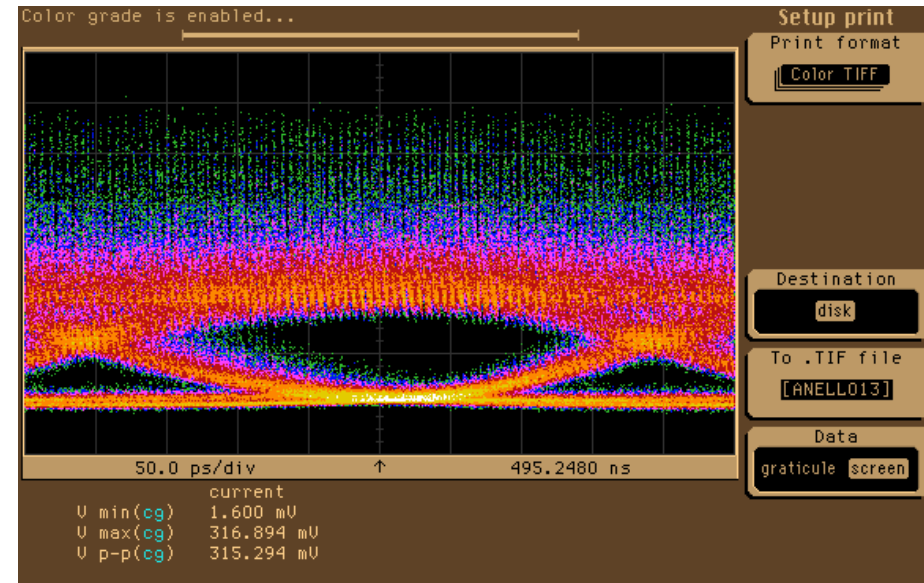 Color grade is enabled...
Setup print
Print format
Color TIFF
Destination
disk
To .TIF file
[ANELLO13]
Data
graticule screen
50.0 ps/div ↑ 495.2480 ns
current
V min(cg) 1.600 mV
V max(cg) 316.894 mV
V p-p(cg) 315.294 mV